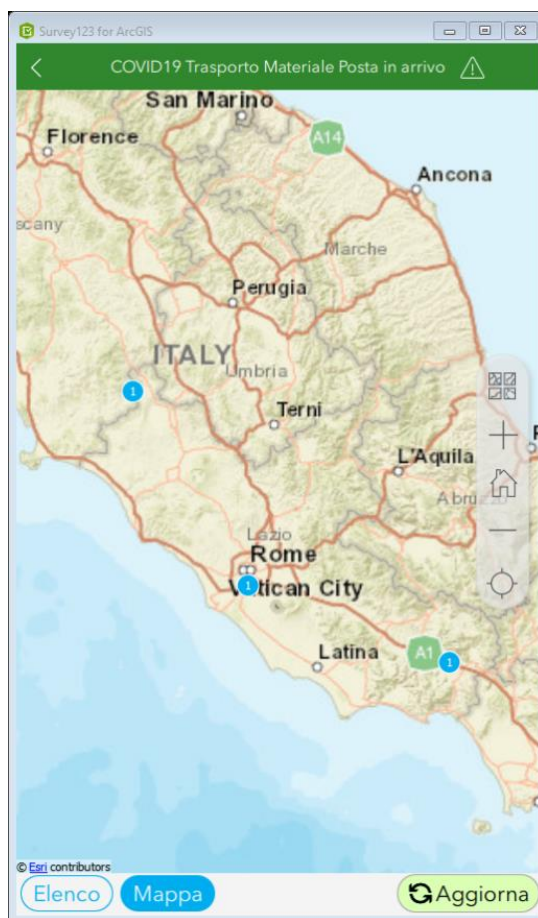 Survey123 for ArcGIS
COVID19 Trasporto Materiale Posta in arrivo
San Marino
Florence
A14
Ancona
scany
Marche
Perugia
ITALY
Umbria
1
Terni
L'Aquila
Lazio
Rome
1
Vatican City
Latina
A1
1
© Esri contributors
Elenco
Mappa
Aggiorna